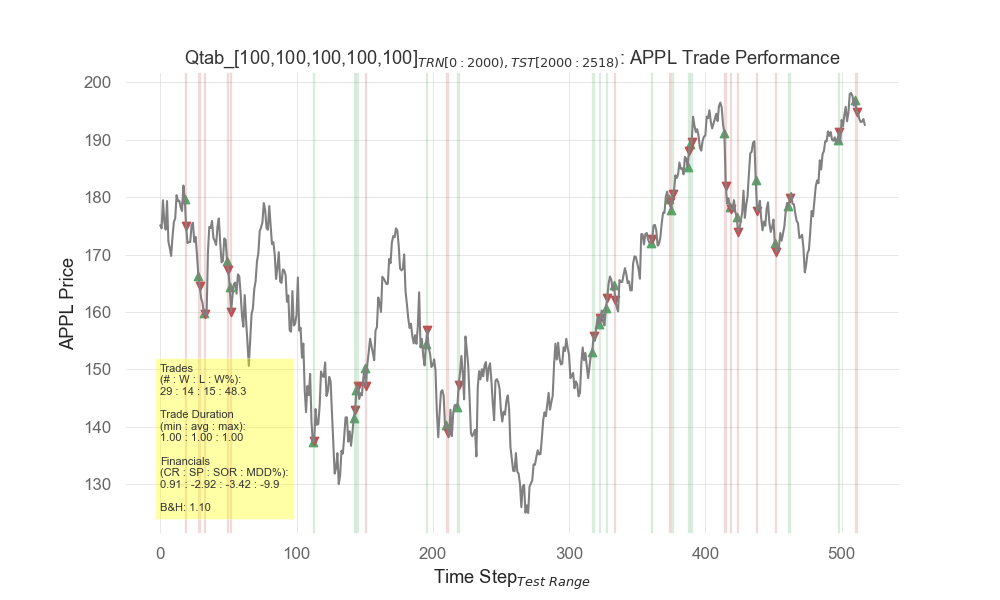 Qtab_[100,100,100,100,100]TRN[0:2000),TST[2000:2518): APPL Trade Performance
200
190
180
170
160
150
140
130
APPL Price
Trades
(# : W : L : W%):
29 : 14 : 15 : 48.3
Trade Duration
(min : avg : max):
1.00 : 1.00 : 1.00
Financials
(CR : SP : SOR : MDD%):
0.91 : -2.92 : -3.42 : -9.9
B&H: 1.10
0 100 200 300 400 500
Time StepTest Range